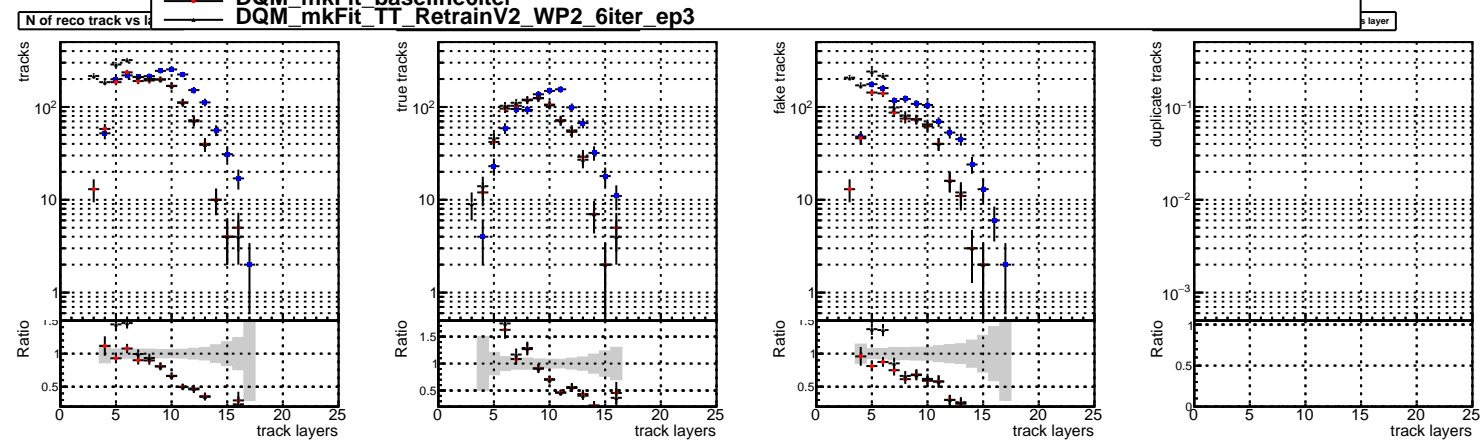 DQM_mkFit_baseline6iter
DQM_mkFit_TT_RetrainV2_WP2_6iter_ep3
N of reco track vs la
s layer
tracks
10²
10
1
Ratio
1.5
1
0.5
0 5 10 15 20 25
track layers
true tracks
10²
10
1
Ratio
1.5
1
0.5
0 5 10 15 20 25
track layers
fake tracks
10²
10
1
Ratio
1.5
1
0.5
0 5 10 15 20 25
track layers
duplicate tracks
10⁻¹
10⁻²
10⁻³
Ratio
1
0.5
0
0 5 10 15 20 25
track layers